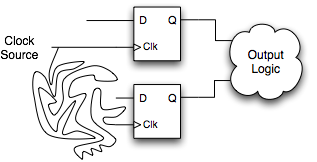 D Q
Clk
Clock
Source
Output
Logic
D Q
Clk